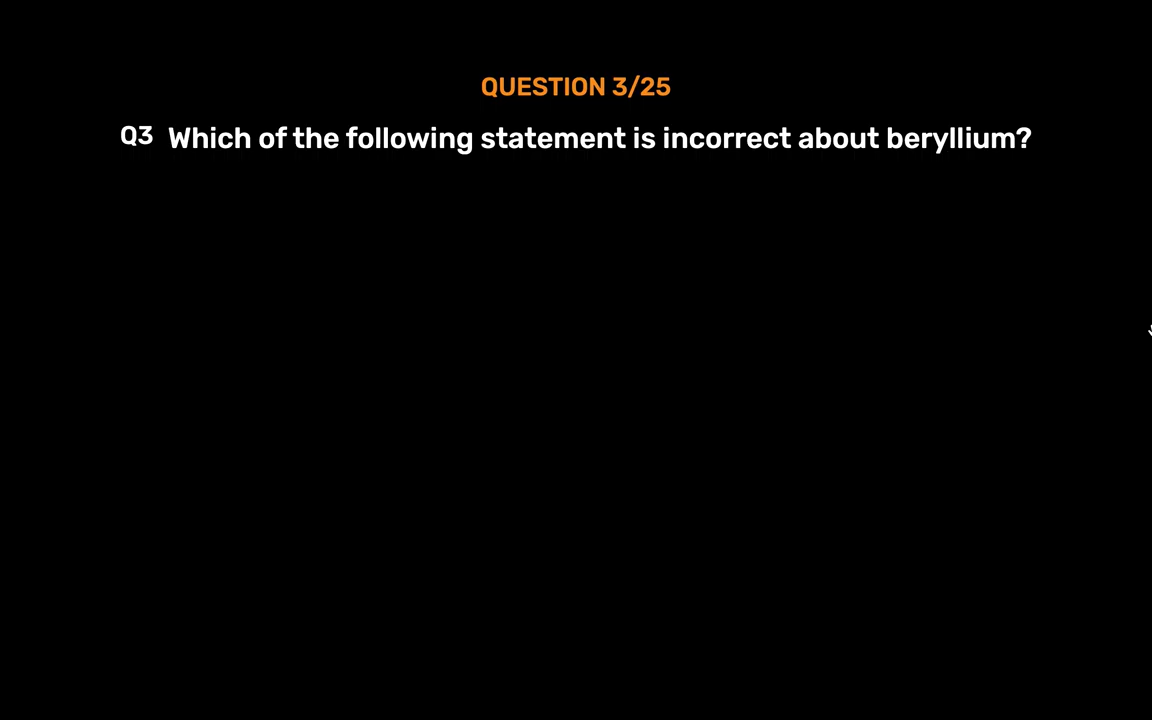 QUESTION 3/25
Q3 Which of the following statement is incorrect about beryllium?